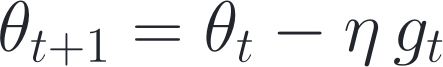 θ_{t+1} = θ_t − η g_t